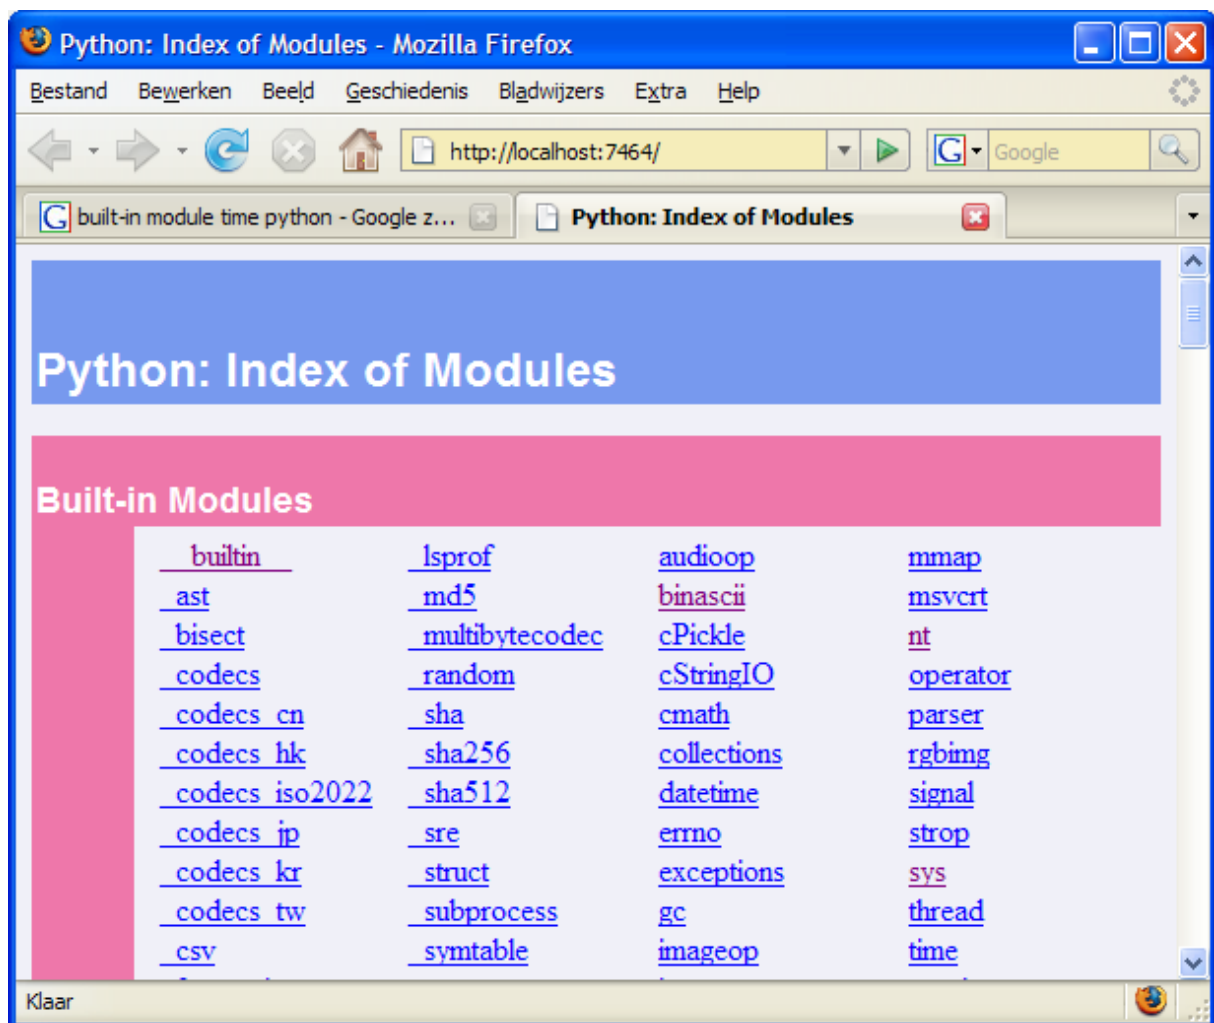 Python: Index of Modules - Mozilla Firefox
Bestand Bewerken Beeld Geschiedenis Bladwijzers Extra Help
http://localhost:7464/ G Google
G built-in module time python - Google z... Python: Index of Modules
Python: Index of Modules
Built-in Modules
__builtin__ _lsprof audioop mmap
_ast _md5 binascii msvcrt
_bisect _multibytecodec cPickle nt
_codecs _random cStringIO operator
_codecs_cn _sha cmath parser
_codecs_hk _sha256 collections rgbimg
_codecs_iso2022 _sha512 datetime signal
_codecs_jp _sre errno strop
_codecs_kr _struct exceptions sys
_codecs_tw _subprocess gc thread
_csv _symtable imageop time
Klaar